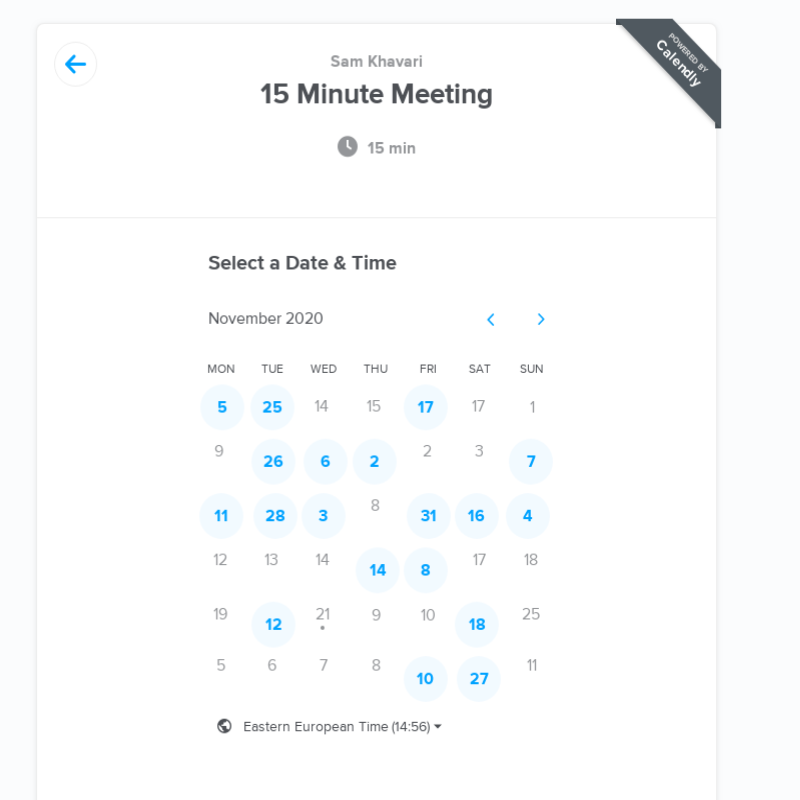 POWERED BY
Calendly
Sam Khavari
15 Minute Meeting
15 min
Select a Date & Time
November 2020
MON TUE WED THU FRI SAT SUN
5 25 14 15 17 17 1
9 26 6 2 2 3 7
11 28 3 8 31 16 4
12 13 14 14 8 17 18
19 12 21 9 10 18 25
5 6 7 8 10 27 11
Eastern European Time (14:56)